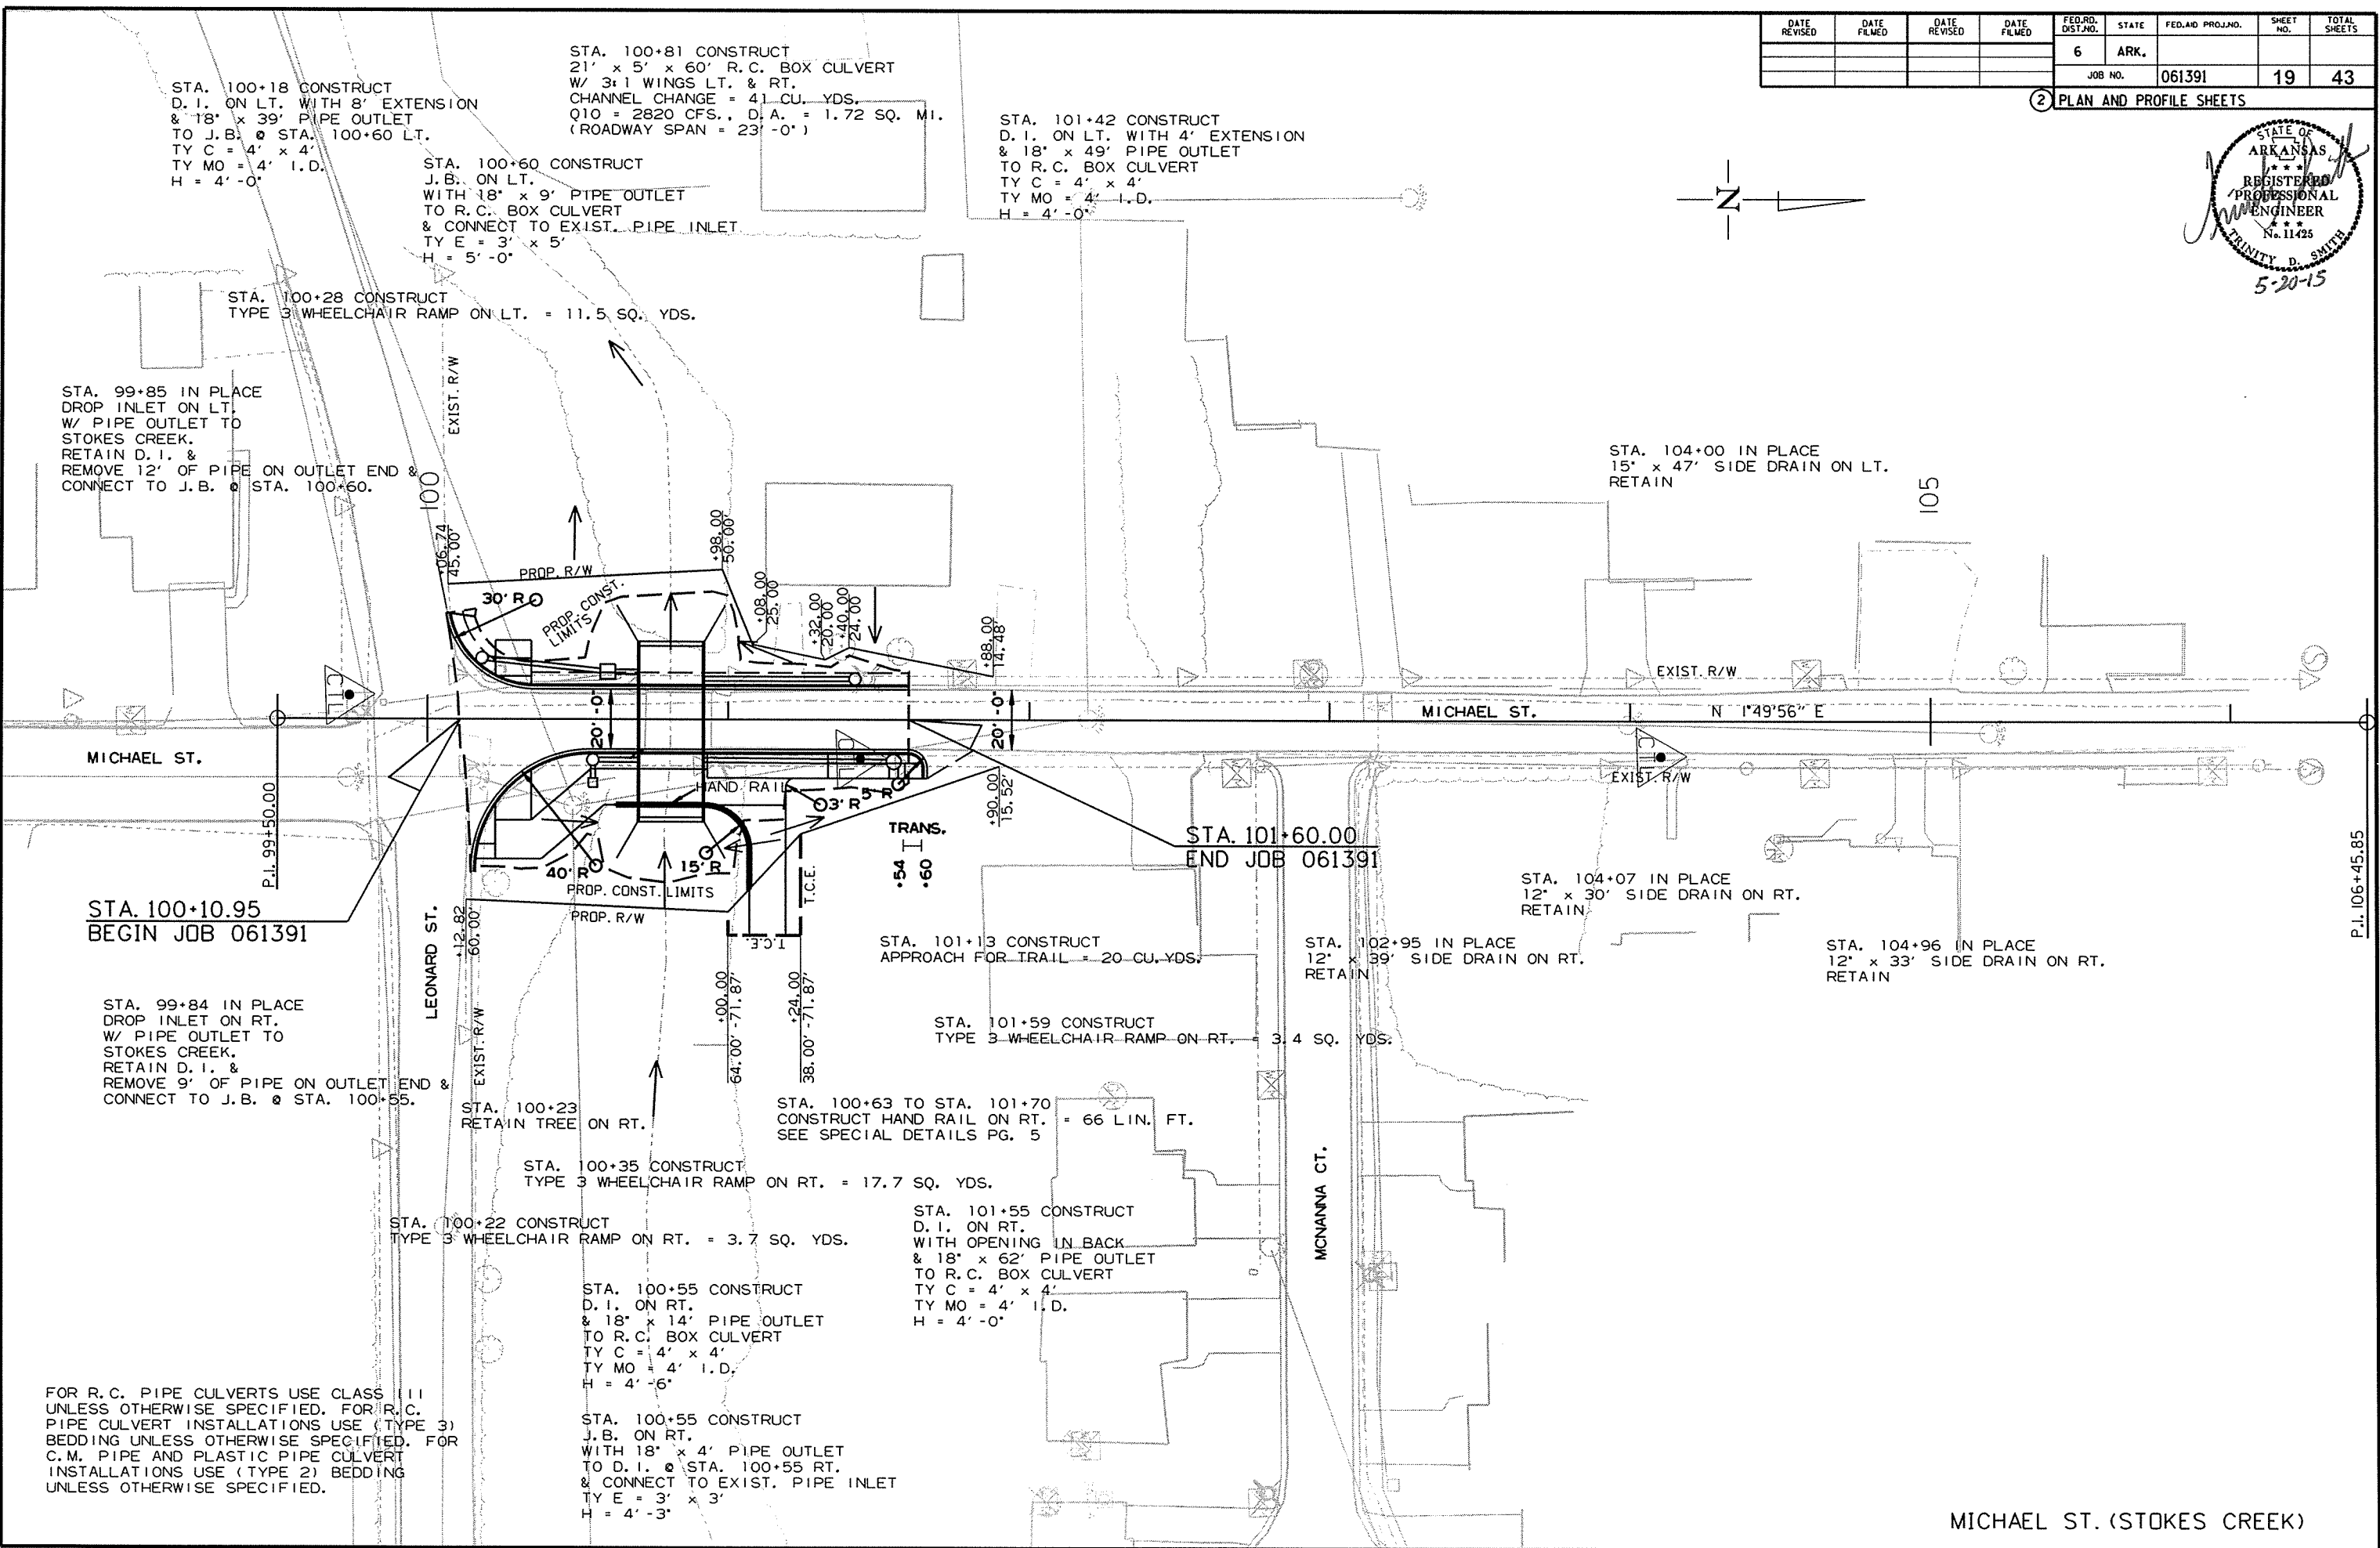 DATE REVISED
DATE FILMED
DATE REVISED
DATE FILMED
FED.RD. DIST.NO.
STATE
FED.AID PROJ.NO.
SHEET NO.
TOTAL SHEETS
6
ARK.
JOB NO.
061391
19
43
2 PLAN AND PROFILE SHEETS
STATE OF
ARKANSAS
REGISTERED
PROFESSIONAL
ENGINEER
No. 11425
TRINITY D. SMITH
5-20-15
N
STA. 100+18 CONSTRUCT
D.I. ON LT. WITH 8' EXTENSION
& 18" x 39' PIPE OUTLET
TO J.B. @ STA. 100+60 LT.
TY C = 4' x 4'
TY MO = 4' I.D.
H = 4'-0"
STA. 100+81 CONSTRUCT
21' x 5' x 60' R.C. BOX CULVERT
W/ 3:1 WINGS LT. & RT.
CHANNEL CHANGE = 41 CU. YDS.
Q10 = 2820 CFS., D.A. = 1.72 SQ. MI.
(ROADWAY SPAN = 23'-0")
STA. 100+60 CONSTRUCT
J.B. ON LT.
WITH 18" x 9' PIPE OUTLET
TO R.C. BOX CULVERT
& CONNECT TO EXIST. PIPE INLET
TY E = 3' x 5'
H = 5'-0"
STA. 101+42 CONSTRUCT
D.I. ON LT. WITH 4' EXTENSION
& 18" x 49' PIPE OUTLET
TO R.C. BOX CULVERT
TY C = 4' x 4'
TY MO = 4' I.D.
H = 4'-0"
STA. 100+28 CONSTRUCT
TYPE 3 WHEELCHAIR RAMP ON LT. = 11.5 SQ. YDS.
STA. 99+85 IN PLACE
DROP INLET ON LT.
W/ PIPE OUTLET TO
STOKES CREEK.
RETAIN D.I. &
REMOVE 12' OF PIPE ON OUTLET END &
CONNECT TO J.B. @ STA. 100+60.
EXIST. R/W
100
STA. 104+00 IN PLACE
15" x 47' SIDE DRAIN ON LT.
RETAIN
105
+06.74
45.00'
+98.00
50.00'
PROP. R/W
30' R
PROP. CONST.
LIMITS
+08.00
25.00
+32.00
20.00
+40.00
24.00
+88.00
14.48'
EXIST. R/W
20'-0"
20'-0"
MICHAEL ST.
N 1°49'56" E
MICHAEL ST.
EXIST. R/W
P.I. 99+50.00
HAND RAIL
3' R
5' R
+90.00
15.52'
TRANS.
+54
+60
STA. 101+60.00
END JOB 061391
40' R
15' R
PROP. CONST. LIMITS
PROP. R/W
T.C.E.
T.C.E.
STA. 100+10.95
BEGIN JOB 061391
LEONARD ST.
+12.82
60.00'
EXIST. R/W
P.I. 106+45.85
STA. 104+07 IN PLACE
12" x 30' SIDE DRAIN ON RT.
RETAIN
STA. 101+13 CONSTRUCT
APPROACH FOR TRAIL = 20 CU.YDS.
STA. 102+95 IN PLACE
12" x 39' SIDE DRAIN ON RT.
RETAIN
STA. 104+96 IN PLACE
12" x 33' SIDE DRAIN ON RT.
RETAIN
+00.00
64.00'-71.87'
+24.00
38.00'-71.87'
STA. 99+84 IN PLACE
DROP INLET ON RT.
W/ PIPE OUTLET TO
STOKES CREEK.
RETAIN D.I. &
REMOVE 9' OF PIPE ON OUTLET END &
CONNECT TO J.B. @ STA. 100+55.
STA. 101+59 CONSTRUCT
TYPE 3 WHEELCHAIR RAMP ON RT. = 3.4 SQ. YDS.
STA. 100+23
RETAIN TREE ON RT.
STA. 100+63 TO STA. 101+70
CONSTRUCT HAND RAIL ON RT. = 66 LIN. FT.
SEE SPECIAL DETAILS PG. 5
STA. 100+35 CONSTRUCT
TYPE 3 WHEELCHAIR RAMP ON RT. = 17.7 SQ. YDS.
MCNANNA CT.
STA. 100+22 CONSTRUCT
TYPE 3 WHEELCHAIR RAMP ON RT. = 3.7 SQ. YDS.
STA. 101+55 CONSTRUCT
D.I. ON RT.
WITH OPENING IN BACK
& 18" x 62' PIPE OUTLET
TO R.C. BOX CULVERT
TY C = 4' x 4'
TY MO = 4' I.D.
H = 4'-0"
STA. 100+55 CONSTRUCT
D.I. ON RT.
& 18" x 14' PIPE OUTLET
TO R.C. BOX CULVERT
TY C = 4' x 4'
TY MO = 4' I.D.
H = 4'-6"
STA. 100+55 CONSTRUCT
J.B. ON RT.
WITH 18" x 4' PIPE OUTLET
TO D.I. @ STA. 100+55 RT.
& CONNECT TO EXIST. PIPE INLET
TY E = 3' x 3'
H = 4'-3"
FOR R.C. PIPE CULVERTS USE CLASS III
UNLESS OTHERWISE SPECIFIED. FOR R.C.
PIPE CULVERT INSTALLATIONS USE (TYPE 3)
BEDDING UNLESS OTHERWISE SPECIFIED. FOR
C.M. PIPE AND PLASTIC PIPE CULVERT
INSTALLATIONS USE (TYPE 2) BEDDING
UNLESS OTHERWISE SPECIFIED.
MICHAEL ST. (STOKES CREEK)